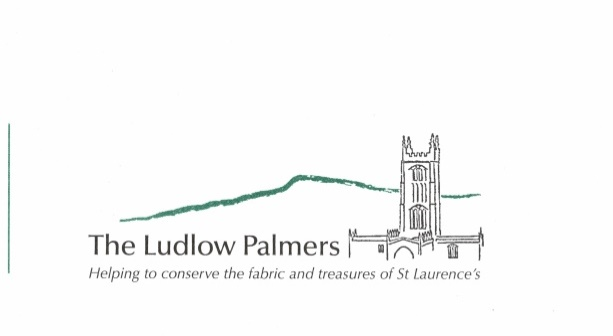 The Ludlow Palmers
Helping to conserve the fabric and treasures of St Laurence's